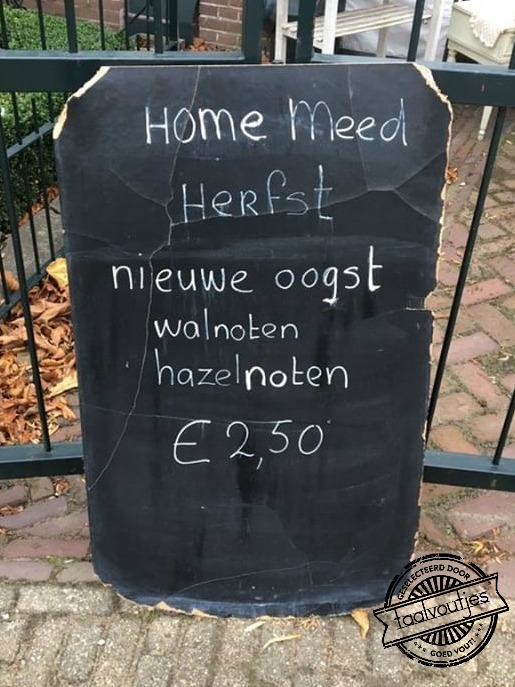 Home Meed
Herfst
nieuwe oogst
walnoten
hazelnoten
€ 2,50
GESELECTEERD DOOR
taalvoutjes
GOED VOUT!